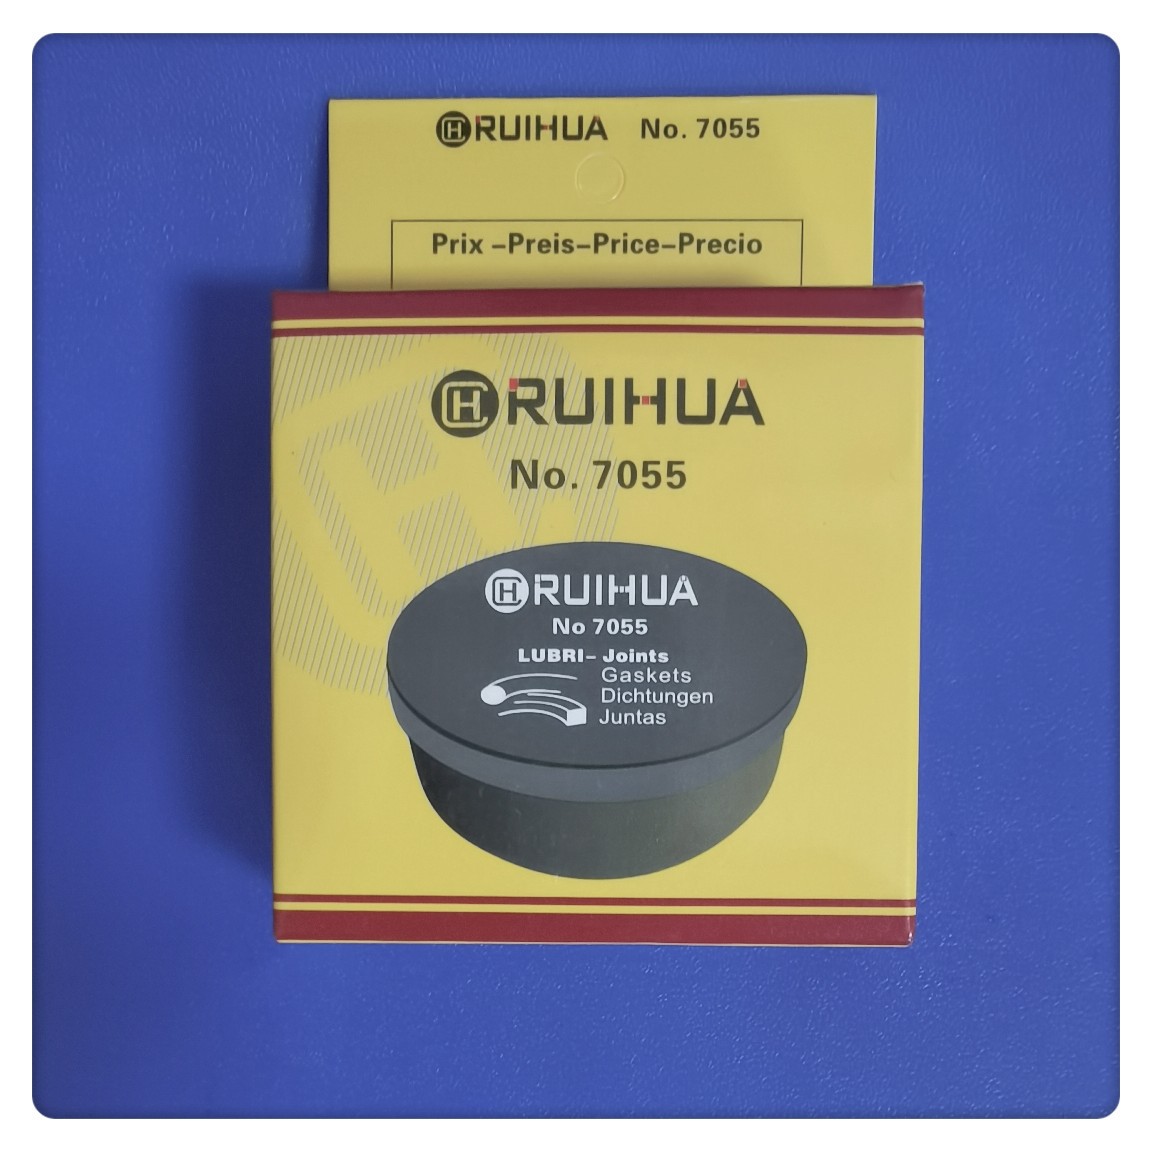 RUIHUA No. 7055
Prix –Preis–Price–Precio
RUIHUA
No. 7055
RUIHUA
No 7055
LUBRI– Joints
Gaskets
Dichtungen
Juntas